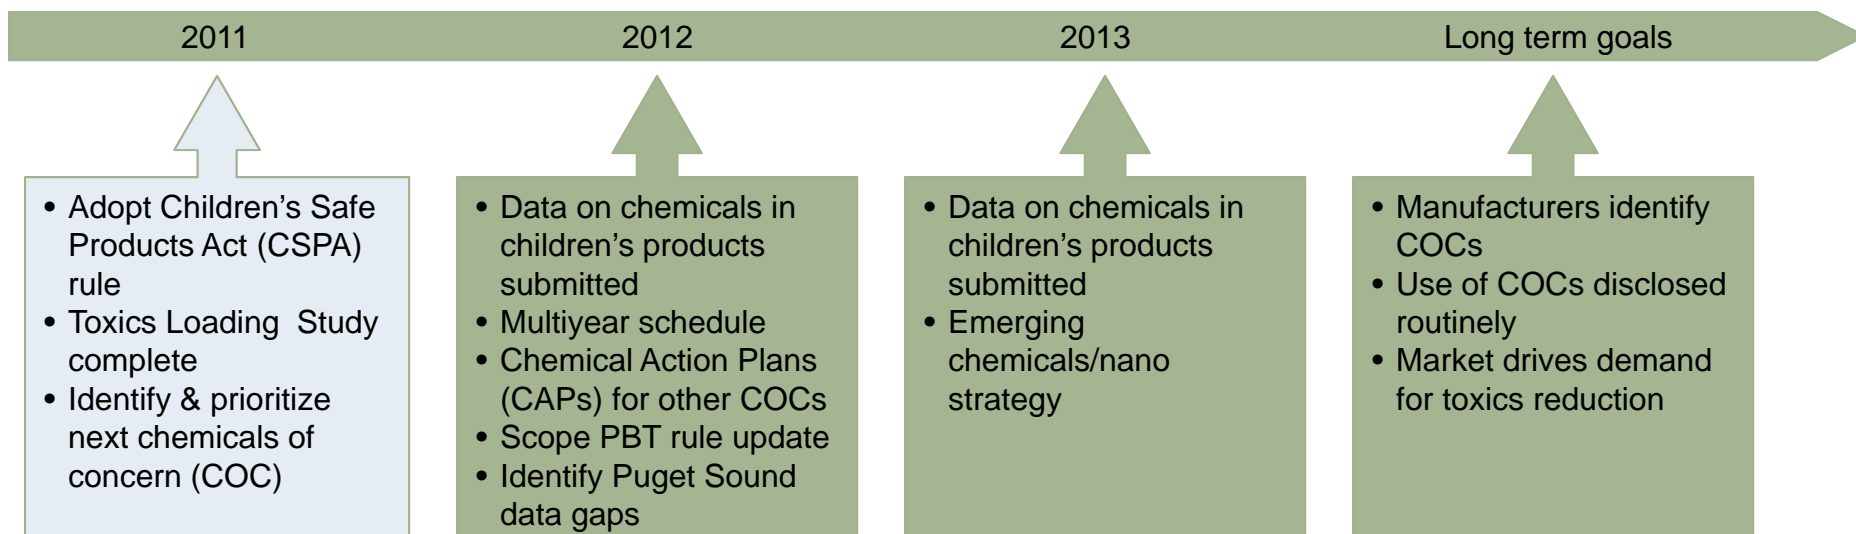 2011
2012
2013
Long term goals
• Adopt Children’s Safe
Products Act (CSPA)
rule
• Toxics Loading  Study
complete
• Identify & prioritize
next chemicals of
concern (COC)
• Data on chemicals in
children’s products
submitted
• Multiyear schedule
• Chemical Action Plans
(CAPs) for other COCs
• Scope PBT rule update
• Identify Puget Sound
data gaps
• Data on chemicals in
children’s products
submitted
• Emerging
chemicals/nano
strategy
• Manufacturers identify
COCs
• Use of COCs disclosed
routinely
• Market drives demand
for toxics reduction